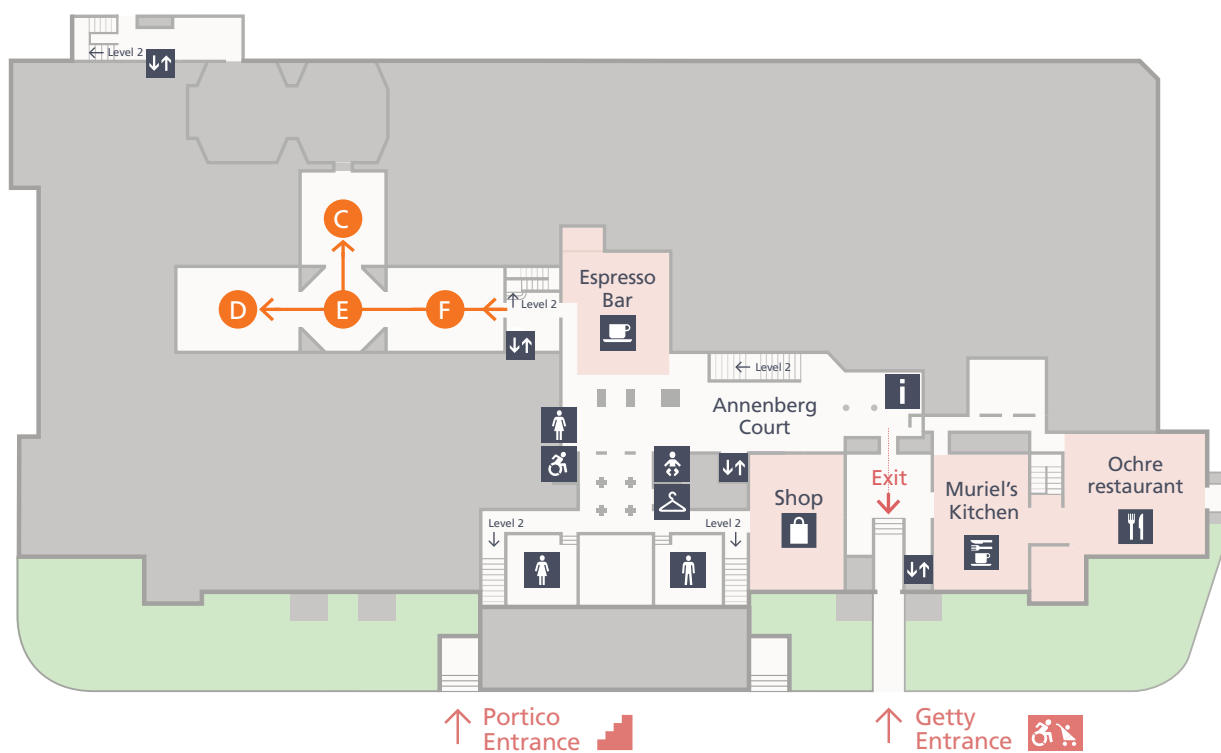 ← Level 2
C
D
E
F
Espresso
Bar
↑ Level 2
← Level 2
i
Annenberg
Court
Exit
Shop
Muriel's
Kitchen
Ochre
restaurant
Level 2
Level 2
Portico
Entrance
Getty
Entrance